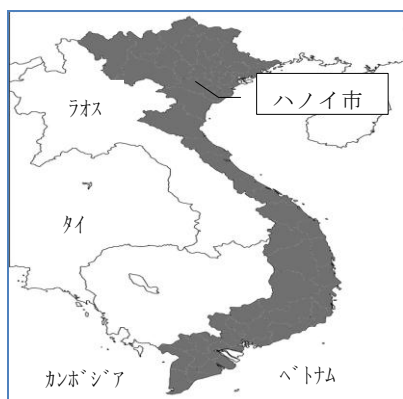 ラオス
ハノイ市
タイ
カンボジア
ベトナム